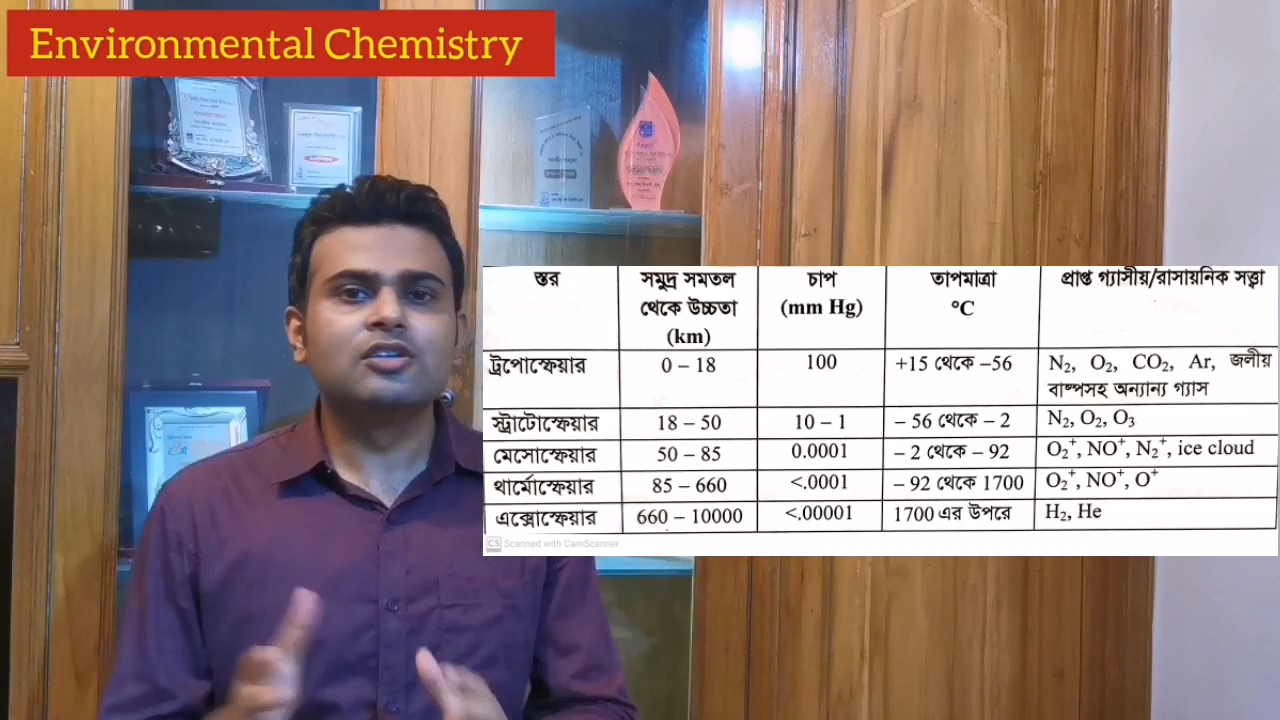 Environmental Chemistry
স্তর সমুদ্র সমতল থেকে উচ্চতা (km) চাপ (mm Hg) তাপমাত্রা °C প্রাপ্ত গ্যাসীয়/রাসায়নিক সত্ত্বা
ট্রপোস্ফেয়ার 0 – 18 100 +15 থেকে –56 N₂, O₂, CO₂, Ar, জলীয় বাষ্পসহ অন্যান্য গ্যাস
স্ট্রাটোস্ফেয়ার 18 – 50 10 – 1 – 56 থেকে – 2 N₂, O₂, O₃
মেসোস্ফেয়ার 50 – 85 0.0001 – 2 থেকে – 92 O₂⁺, NO⁺, N₂⁺, ice cloud
থার্মোস্ফেয়ার 85 – 660 <.0001 – 92 থেকে 1700 O₂⁺, NO⁺, O⁺
এক্সোস্ফেয়ার 660 – 10000 <.00001 1700 এর উপরে H₂, He
CS Scanned with CamScanner